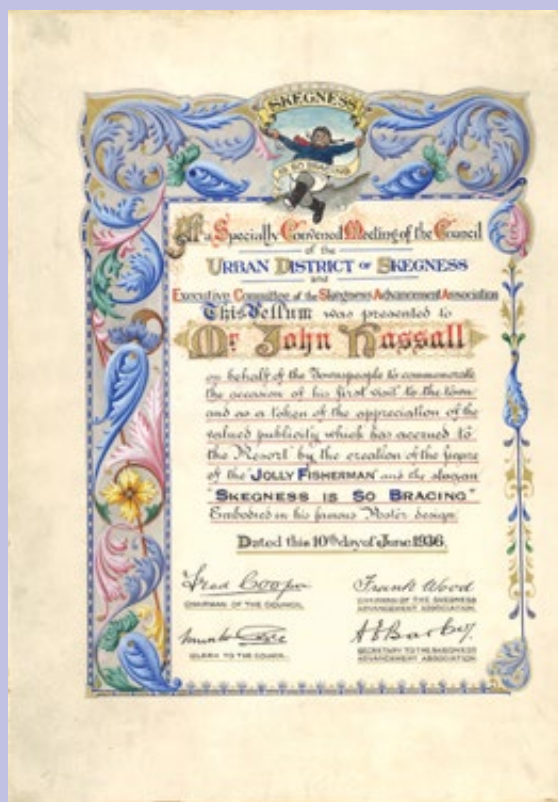 SKEGNESS
IS SO BRACING
At a Specially Convened Meeting of the Council
of the
URBAN DISTRICT OF SKEGNESS
and
Executive Committee of the Skegness Advancement Association
This Vellum was presented to
Mr John Hassall
on behalf of the Townspeople to commemorate
the occasion of his first visit to the town
and as a token of the appreciation of the
valued publicity which has accrued to
the Resort by the creation of the figure
of the "JOLLY FISHERMAN" and the slogan
"SKEGNESS IS SO BRACING"
Embodied in his famous Poster design.
Dated this 10th day of June 1936.
Fred Cooper Frank Wood
CHAIRMAN OF THE COUNCIL CHAIRMAN OF THE SKEGNESS
ADVANCEMENT ASSOCIATION.
CLERK TO THE COUNCIL. SECRETARY TO THE SKEGNESS
ADVANCEMENT ASSOCIATION.